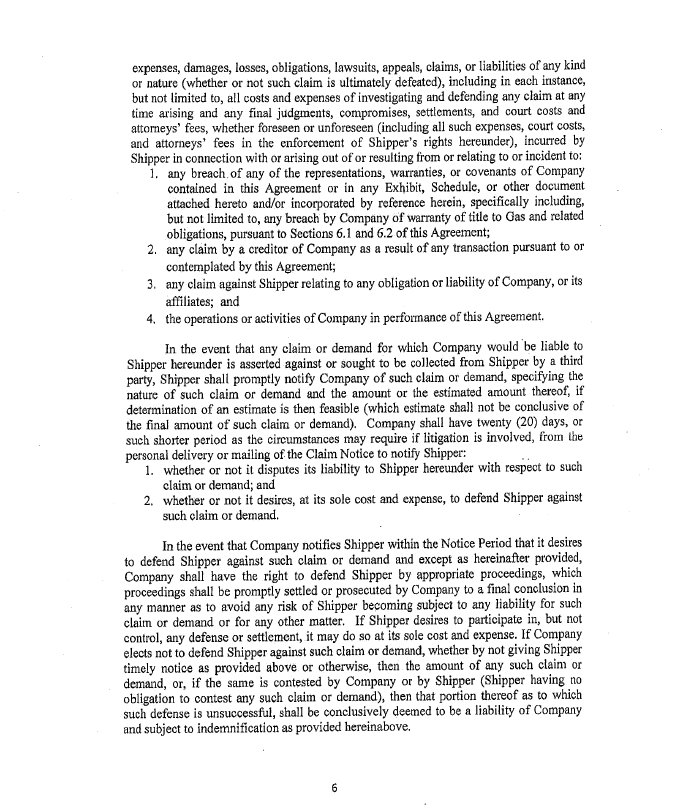 expenses, damages, losses, obligations, lawsuits, appeals, claims, or liabilities of any kind
or nature (whether or not such claim is ultimately defeated), including in each instance,
but not limited to, all costs and expenses of investigating and defending any claim at any
time arising and any final judgments, compromises, settlements, and court costs and
attorneys' fees, whether foreseen or unforeseen (including all such expenses, court costs,
and attorneys' fees in the enforcement of Shipper's rights hereunder), incurred by
Shipper in connection with or arising out of or resulting from or relating to or incident to:
1. any breach of any of the representations, warranties, or covenants of Company
contained in this Agreement or in any Exhibit, Schedule, or other document
attached hereto and/or incorporated by reference herein, specifically including,
but not limited to, any breach by Company of warranty of title to Gas and related
obligations, pursuant to Sections 6.1 and 6.2 of this Agreement;
2. any claim by a creditor of Company as a result of any transaction pursuant to or
contemplated by this Agreement;
3. any claim against Shipper relating to any obligation or liability of Company, or its
affiliates; and
4. the operations or activities of Company in performance of this Agreement.
In the event that any claim or demand for which Company would be liable to
Shipper hereunder is asserted against or sought to be collected from Shipper by a third
party, Shipper shall promptly notify Company of such claim or demand, specifying the
nature of such claim or demand and the amount or the estimated amount thereof, if
determination of an estimate is then feasible (which estimate shall not be conclusive of
the final amount of such claim or demand). Company shall have twenty (20) days, or
such shorter period as the circumstances may require if litigation is involved, from the
personal delivery or mailing of the Claim Notice to notify Shipper:
1. whether or not it disputes its liability to Shipper hereunder with respect to such
claim or demand; and
2. whether or not it desires, at its sole cost and expense, to defend Shipper against
such claim or demand.
In the event that Company notifies Shipper within the Notice Period that it desires
to defend Shipper against such claim or demand and except as hereinafter provided,
Company shall have the right to defend Shipper by appropriate proceedings, which
proceedings shall be promptly settled or prosecuted by Company to a final conclusion in
any manner as to avoid any risk of Shipper becoming subject to any liability for such
claim or demand or for any other matter. If Shipper desires to participate in, but not
control, any defense or settlement, it may do so at its sole cost and expense. If Company
elects not to defend Shipper against such claim or demand, whether by not giving Shipper
timely notice as provided above or otherwise, then the amount of any such claim or
demand, or, if the same is contested by Company or by Shipper (Shipper having no
obligation to contest any such claim or demand), then that portion thereof as to which
such defense is unsuccessful, shall be conclusively deemed to be a liability of Company
and subject to indemnification as provided hereinabove.
6